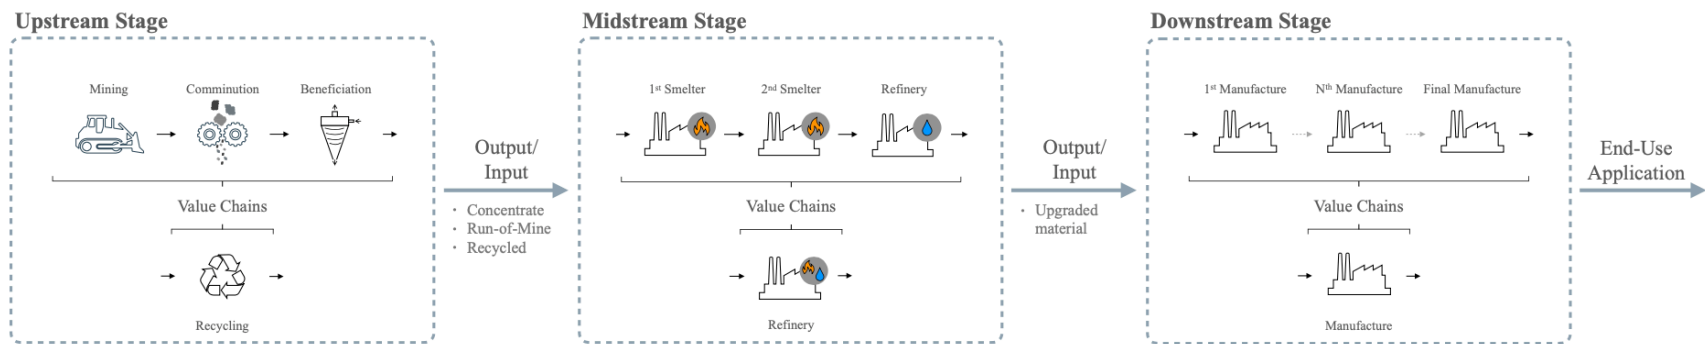 Upstream Stage
Mining
Comminution
Beneficiation
Value Chains
Recycling
Output/
Input
· Concentrate
· Run-of-Mine
· Recycled
Midstream Stage
1st Smelter
2nd Smelter
Refinery
Value Chains
Refinery
Output/
Input
· Upgraded
material
Downstream Stage
1st Manufacture
Nth Manufacture
Final Manufacture
Value Chains
Manufacture
End-Use
Application